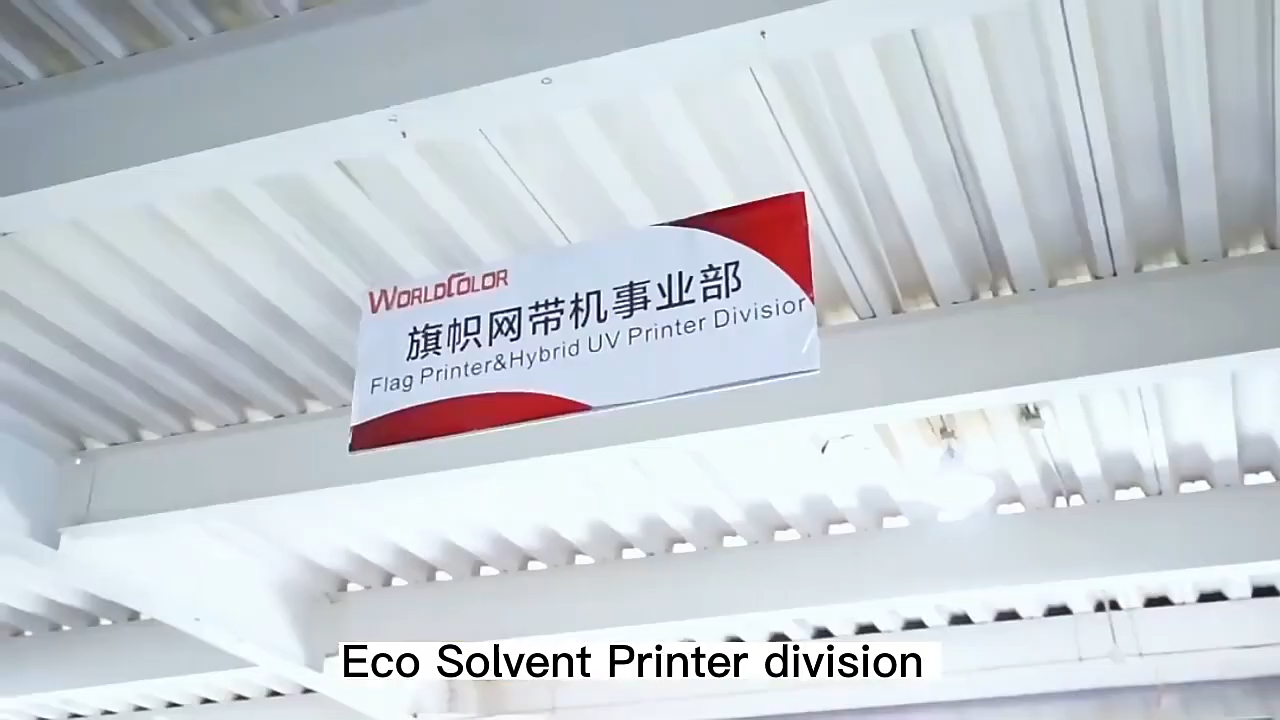 WORLDCOLOR
旗帜网带机事业部
Flag Printer&Hybrid UV Printer Division
Eco Solvent Printer division